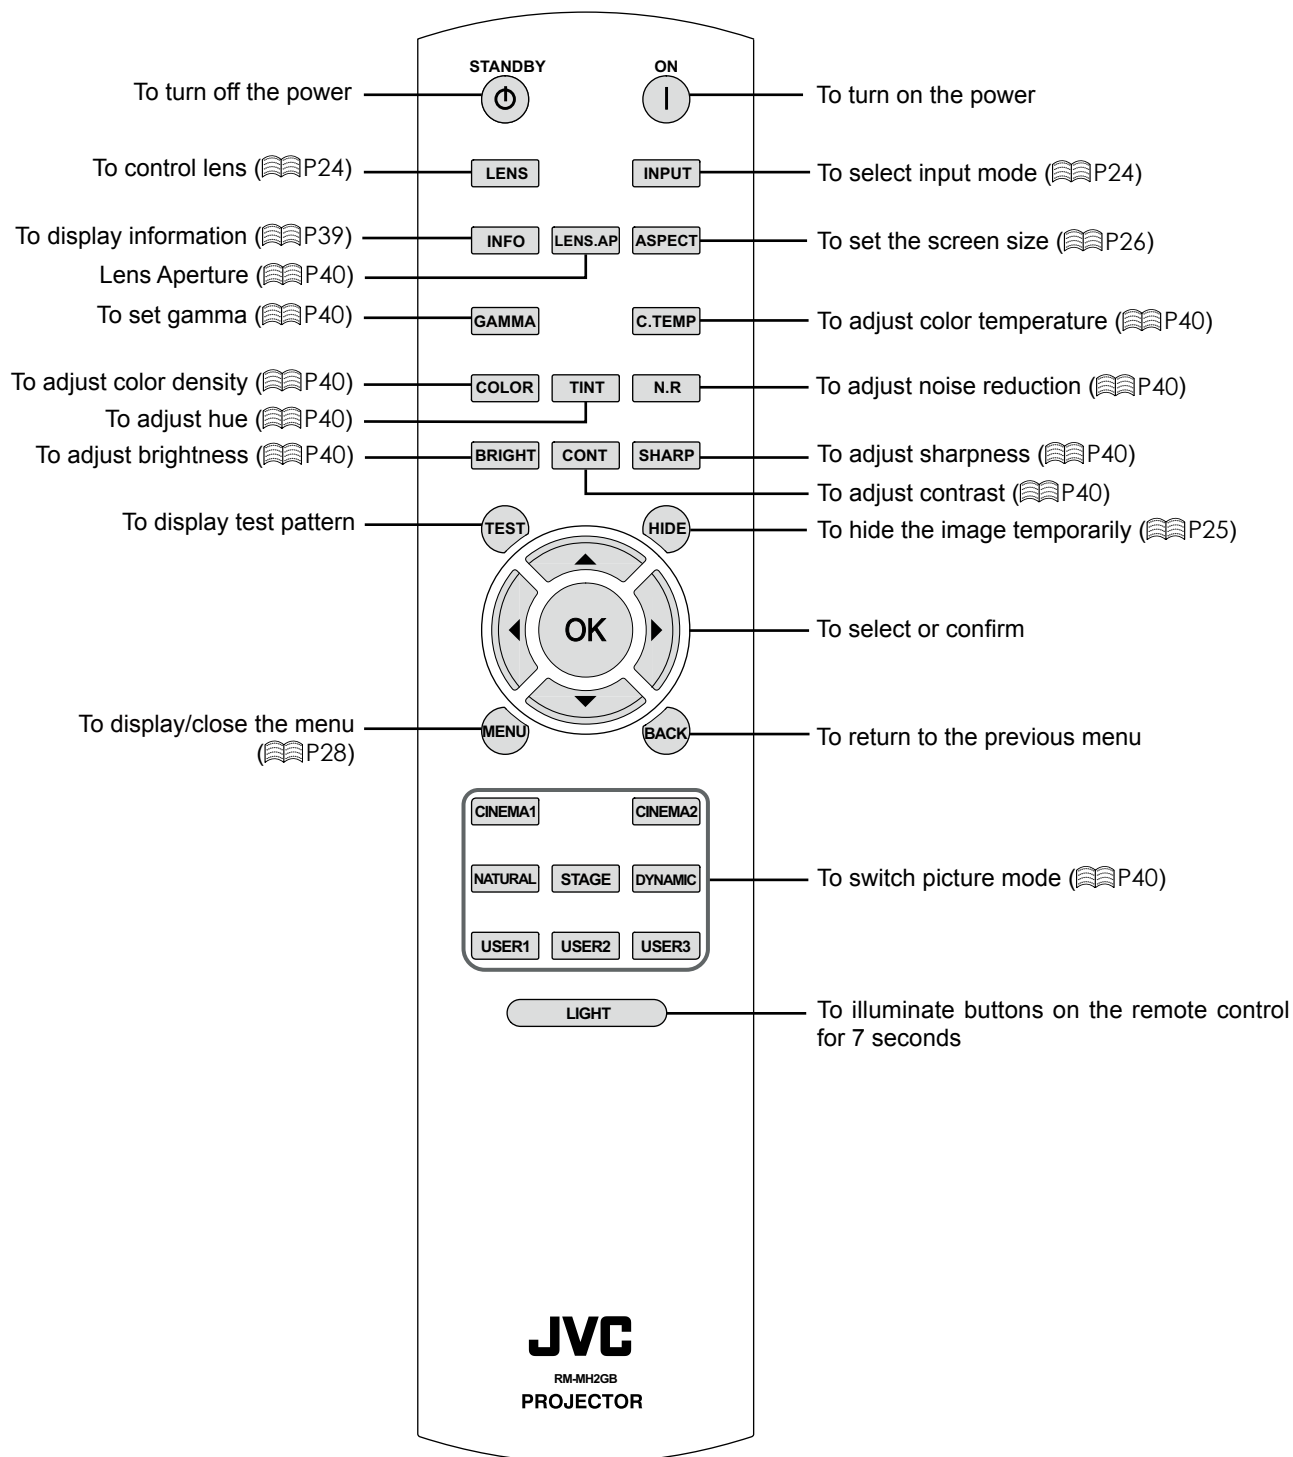 STANDBY ON
To turn off the power To turn on the power
To control lens (P24) LENS INPUT To select input mode (P24)
To display information (P39) INFO LENS.AP ASPECT To set the screen size (P26)
Lens Aperture (P40)
To set gamma (P40) GAMMA C.TEMP To adjust color temperature (P40)
To adjust color density (P40) COLOR TINT N.R To adjust noise reduction (P40)
To adjust hue (P40)
To adjust brightness (P40) BRIGHT CONT SHARP To adjust sharpness (P40)
To adjust contrast (P40)
To display test pattern TEST HIDE To hide the image temporarily (P25)
OK To select or confirm
To display/close the menu
(P28) MENU BACK To return to the previous menu
CINEMA1 CINEMA2
NATURAL STAGE DYNAMIC To switch picture mode (P40)
USER1 USER2 USER3
LIGHT To illuminate buttons on the remote control
for 7 seconds
JVC
RM-MH2GB
PROJECTOR